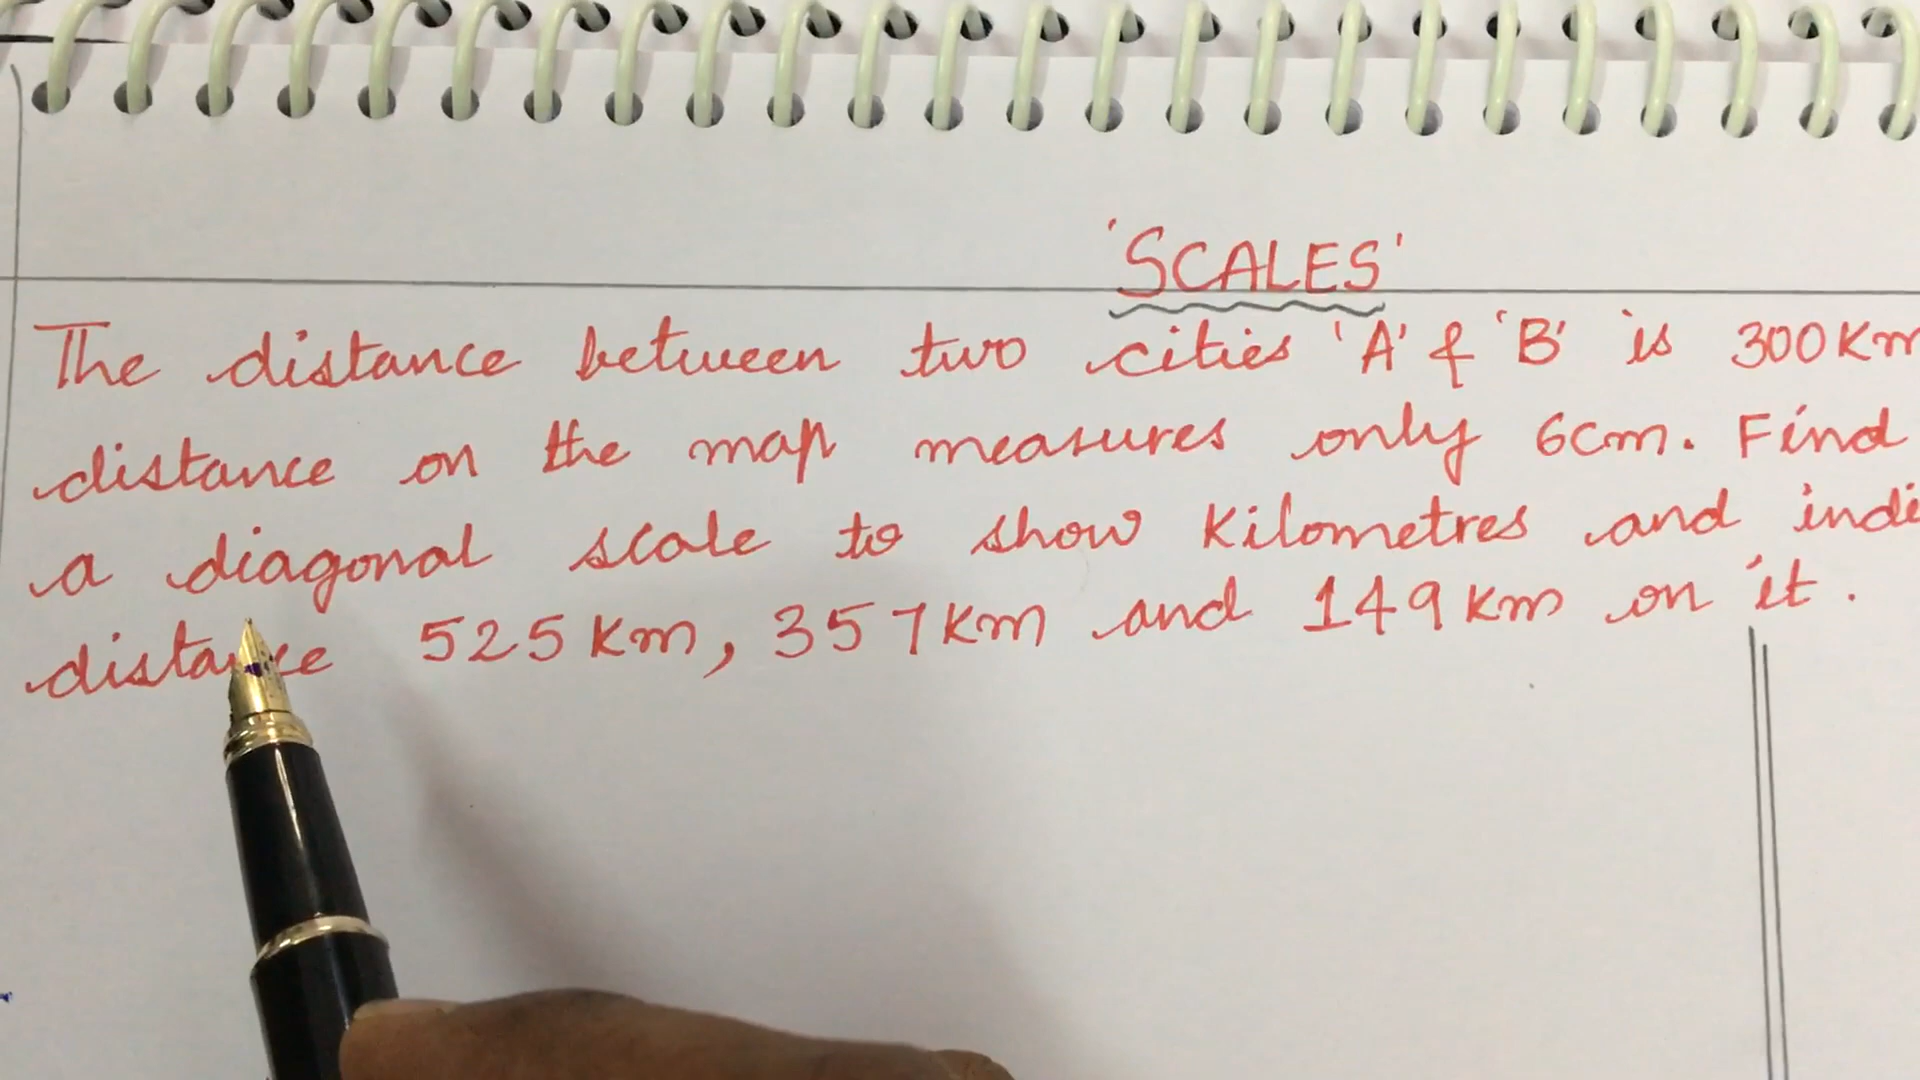 'SCALES'
The distance between two cities 'A' & 'B' is 300Km
distance on the map measures only 6cm. Find
a diagonal scale to show Kilometres and indi
distance 525Km, 357Km and 149Km on it.